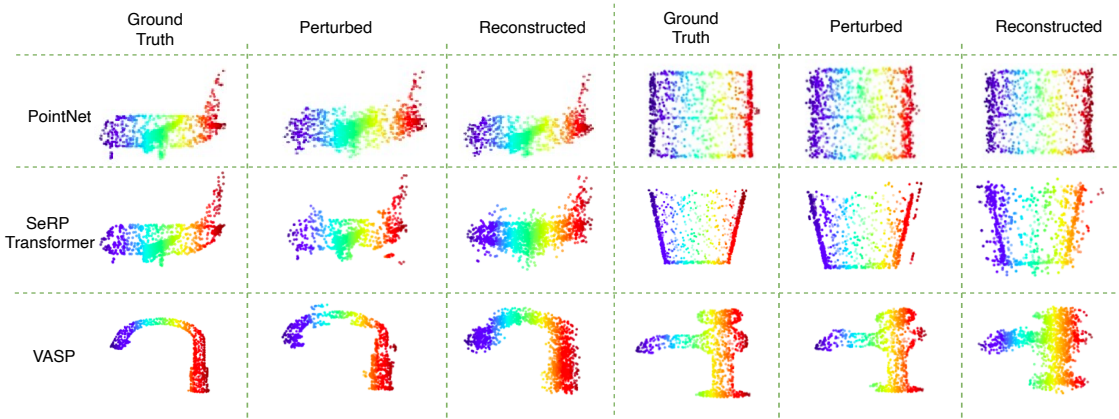 Ground
Truth
Perturbed
Reconstructed
Ground
Truth
Perturbed
Reconstructed
PointNet
SeRP
Transformer
VASP